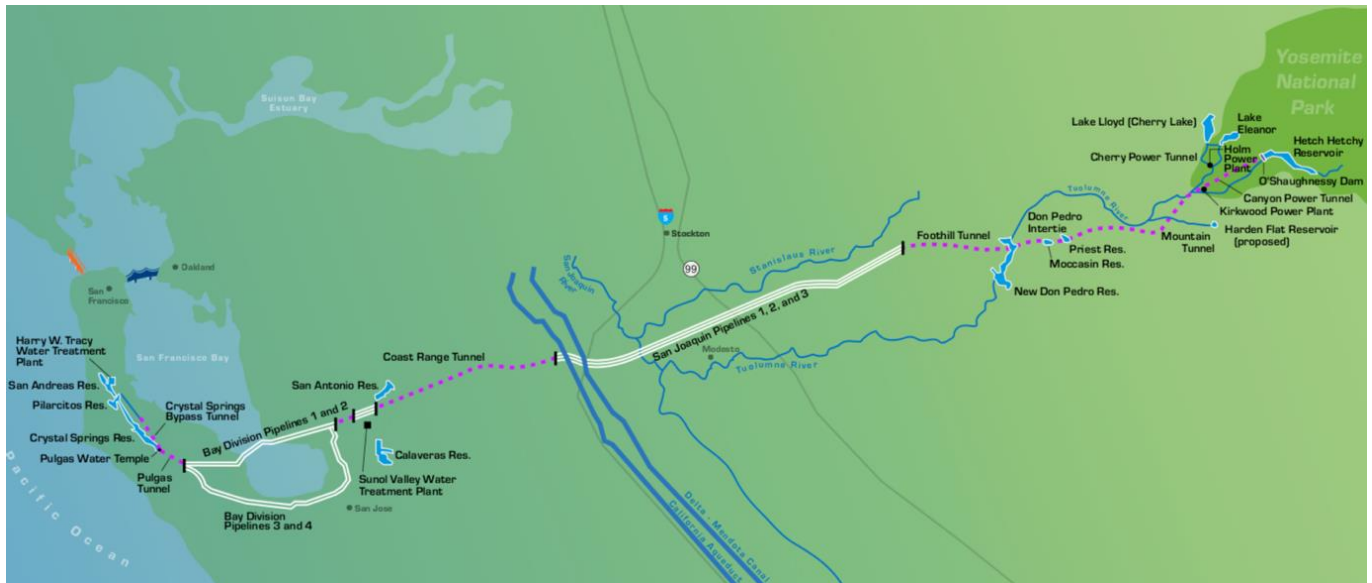 Yosemite
National
Park
Suisun Bay
Estuary
Lake Lloyd (Cherry Lake)
Lake
Eleanor
Hetch Hetchy
Reservoir
Cherry Power Tunnel
Holm
Power
Plant
O'Shaughnessy Dam
Canyon Power Tunnel
Kirkwood Power Plant
Harden Flat Reservoir
(proposed)
Mountain
Tunnel
Tuolumne River
Don Pedro
Intertie
Priest Res.
Moccasin Res.
New Don Pedro Res.
Foothill Tunnel
5
Stockton
99
Stanislaus River
San Joaquin
River
San Joaquin Pipelines 1, 2, and 3
Modesto
Tuolumne River
Oakland
San
Francisco
San Francisco Bay
Harry W. Tracy
Water Treatment
Plant
San Andreas Res.
Pilarcitos Res.
Crystal Springs
Bypass Tunnel
Crystal Springs Res.
Pulgas Water Temple
Pulgas
Tunnel
Coast Range Tunnel
San Antonio Res.
Bay Division Pipelines 1 and 2
Calaveras Res.
Sunol Valley Water
Treatment Plant
San Jose
Bay Division
Pipelines 3 and 4
Delta - Mendota Canal
California Aqueduct
Pacific Ocean